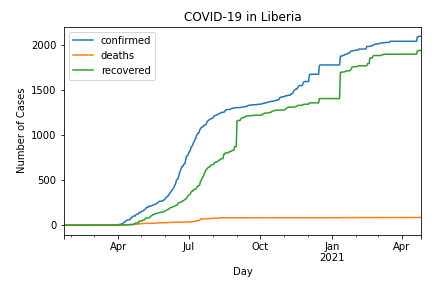 COVID-19 in Liberia
confirmed
deaths
recovered
Number of Cases
2000
1500
1000
500
0
Apr
Jul
Oct
Jan
2021
Apr
Day